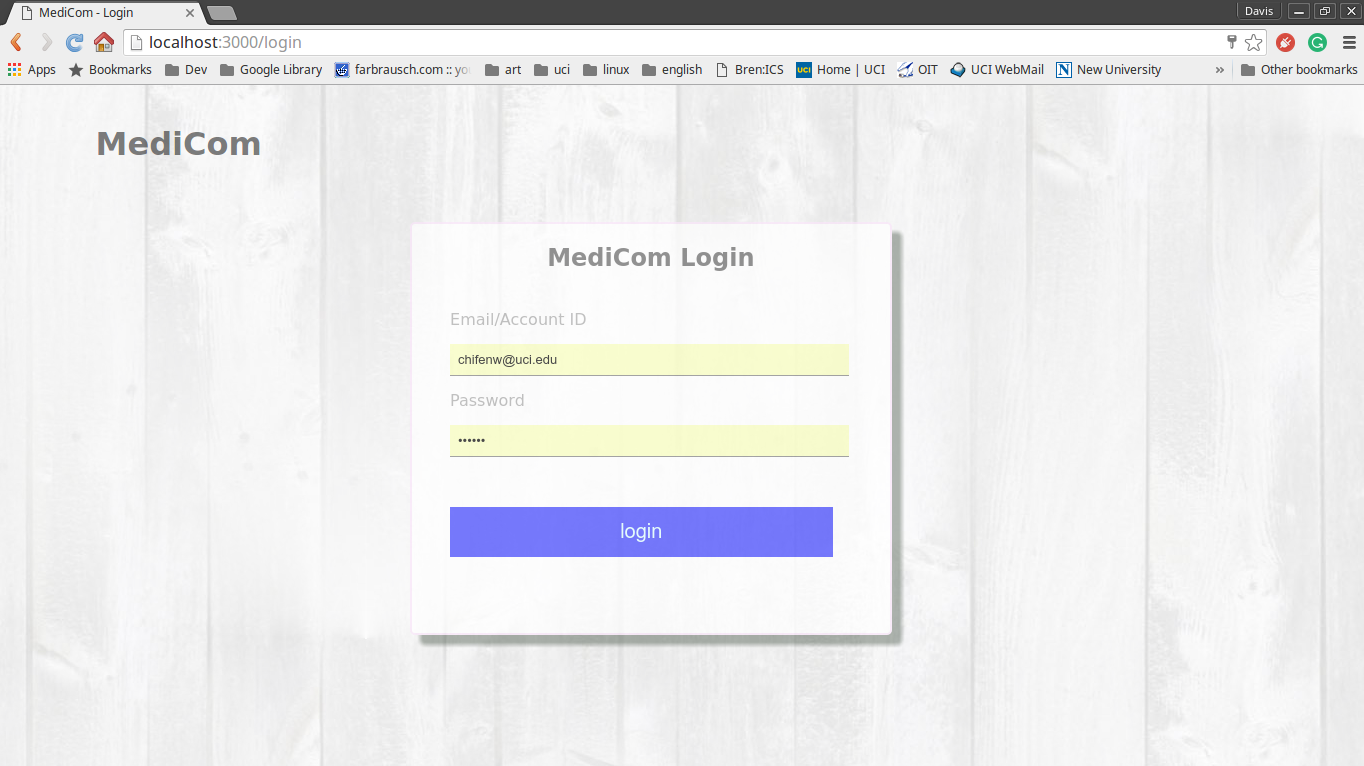 MediCom - Login
Davis
localhost:3000/login
Apps Bookmarks Dev Google Library farbrausch.com :: yo art uci linux english Bren:ICS UCI Home | UCI OIT UCI WebMail N New University » Other bookmarks
MediCom
MediCom Login
Email/Account ID
chifenw@uci.edu
Password
••••••
login